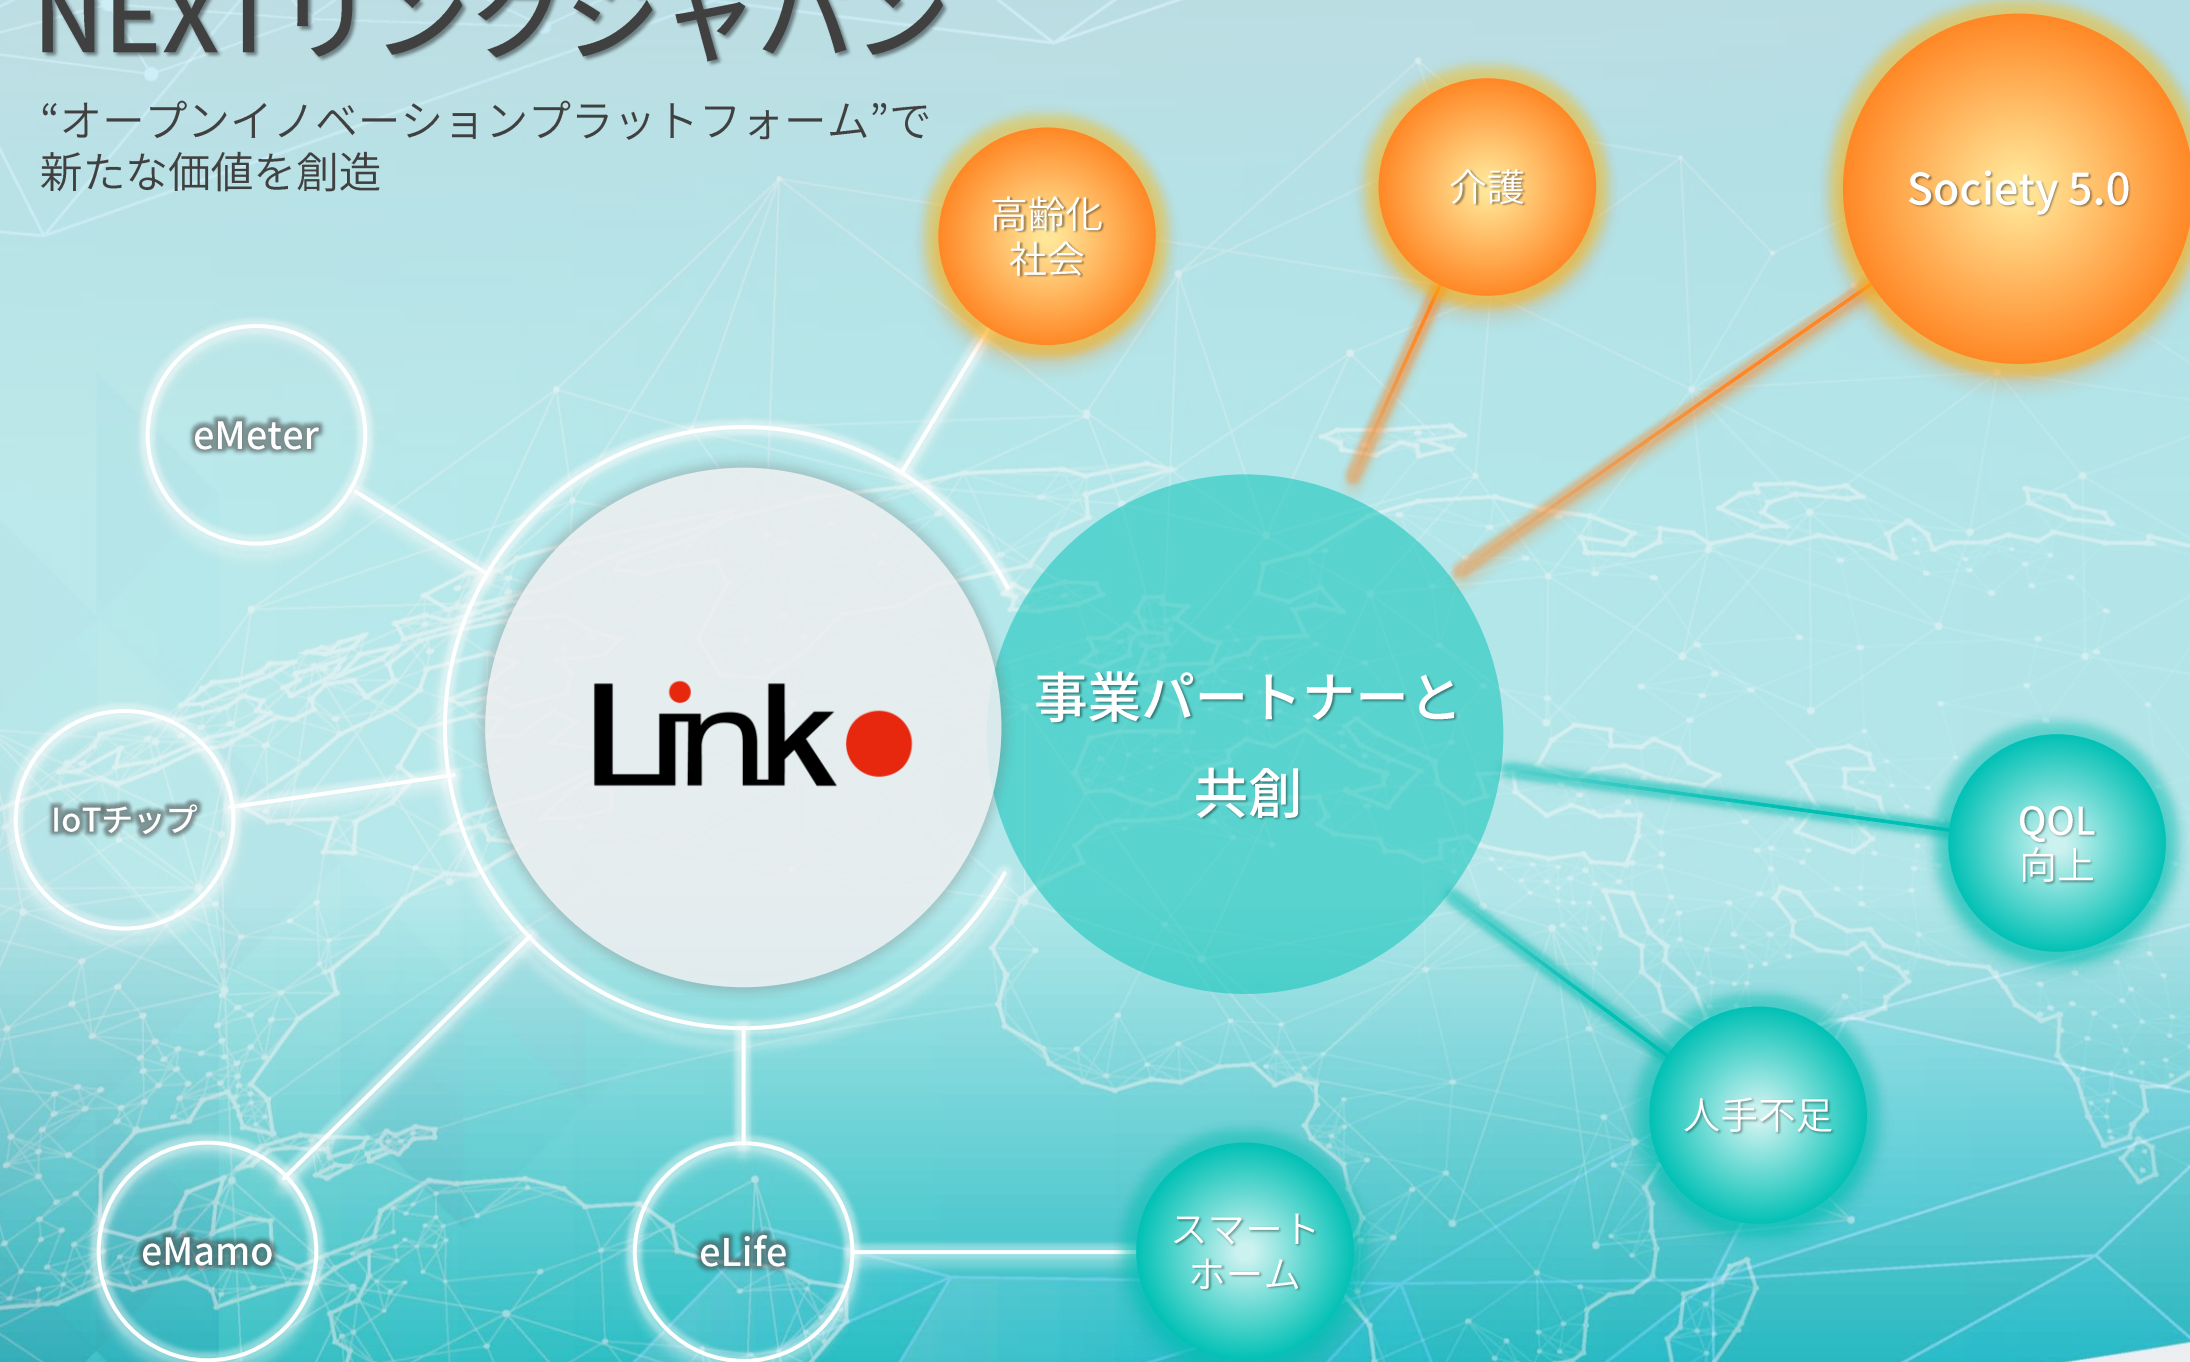 NEXTリンクジャパン
“オープンイノベーションプラットフォーム”で
新たな価値を創造
高齢化
社会
介護
Society 5.0
eMeter
Link
事業パートナーと
共創
IoTチップ
QOL
向上
人手不足
eMamo
eLife
スマート
ホーム